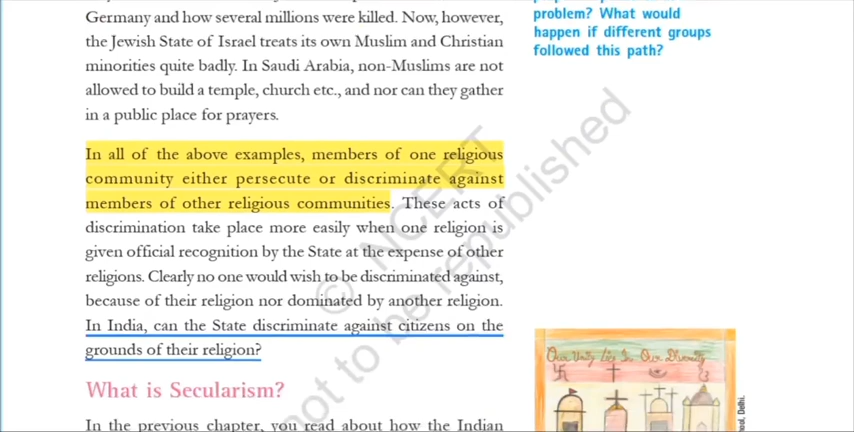 Germany and how several millions were killed. Now, however,
the Jewish State of Israel treats its own Muslim and Christian
minorities quite badly. In Saudi Arabia, non-Muslims are not
allowed to build a temple, church etc., and nor can they gather
in a public place for prayers.
In all of the above examples, members of one religious
community either persecute or discriminate against
members of other religious communities. These acts of
discrimination take place more easily when one religion is
given official recognition by the State at the expense of other
religions. Clearly no one would wish to be discriminated against,
because of their religion nor dominated by another religion.
In India, can the State discriminate against citizens on the
grounds of their religion?
What is Secularism?
In the previous chapter, you read about how the Indian
problem? What would
happen if different groups
followed this path?
© NCERT
not to be republished
Our Unity Lies In Our Diversity
Delhi.